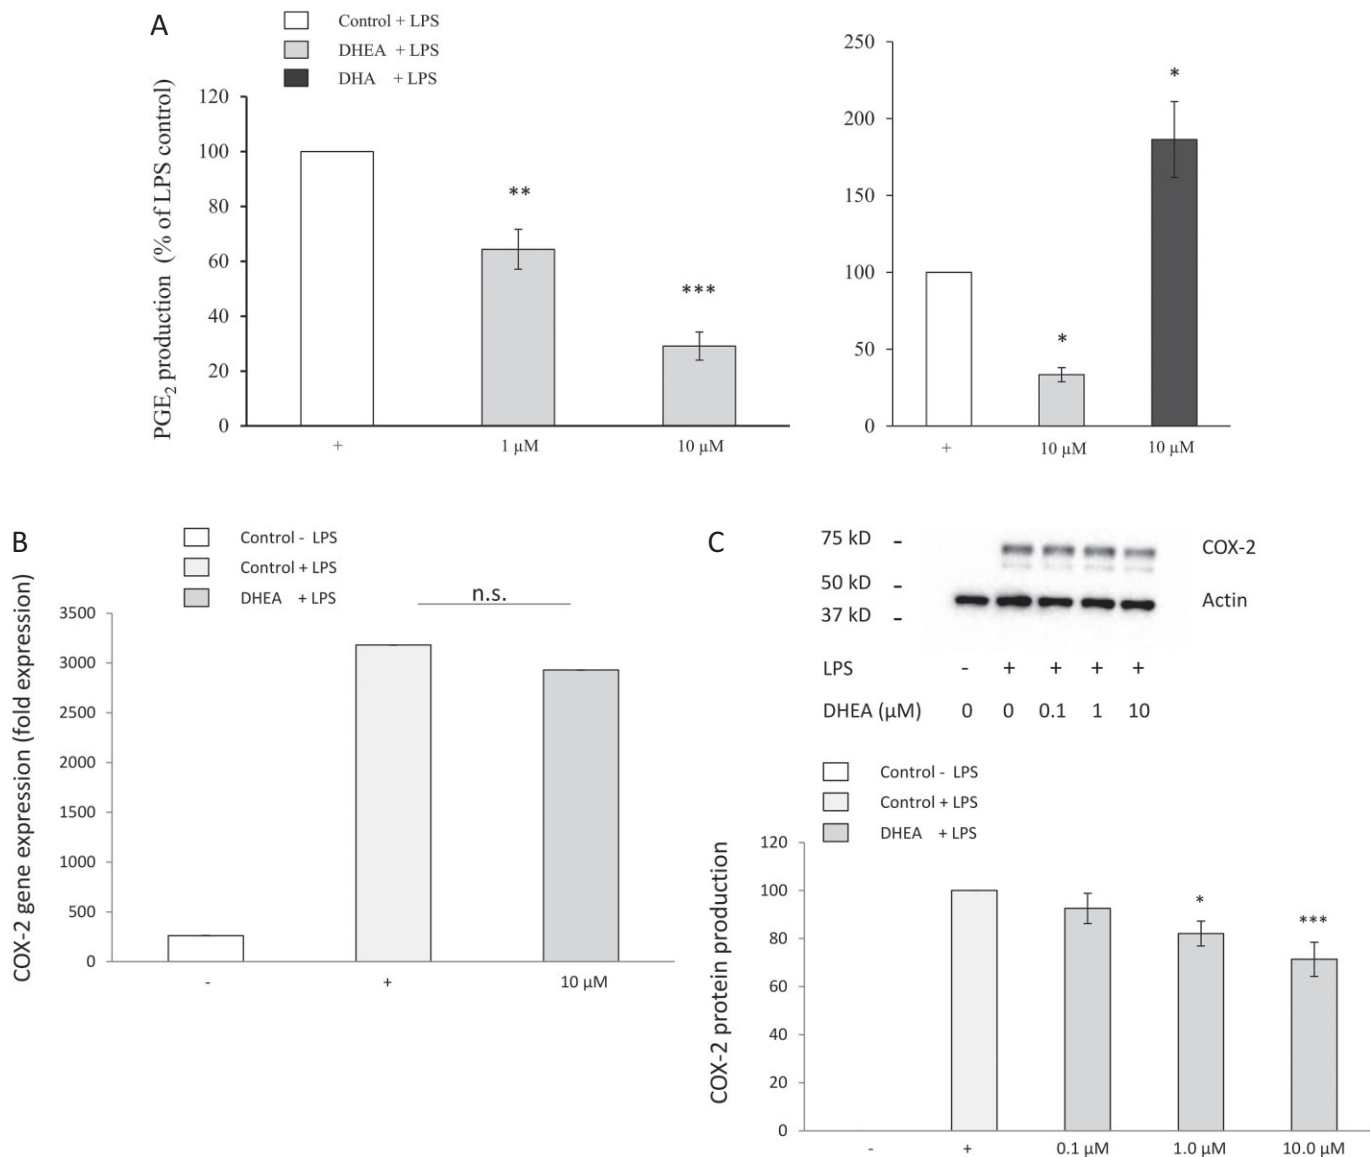 A
Control + LPS
DHEA + LPS
DHA + LPS
PGE₂ production (% of LPS control)
120
100
80
60
40
20
0
+
1 µM
10 µM
**
***
250
200
150
100
50
0
+
10 µM
10 µM
*
*
B
Control - LPS
Control + LPS
DHEA + LPS
COX-2 gene expression (fold expression)
n.s.
3500
3000
2500
2000
1500
1000
500
0
-
+
10 µM
C
75 kD -
COX-2
50 kD -
Actin
37 kD -
LPS - + + + +
DHEA (µM) 0 0 0.1 1 10
Control - LPS
Control + LPS
DHEA + LPS
COX-2 protein production
120
100
80
60
40
20
0
*
***
-
+
0.1 µM
1.0 µM
10.0 µM